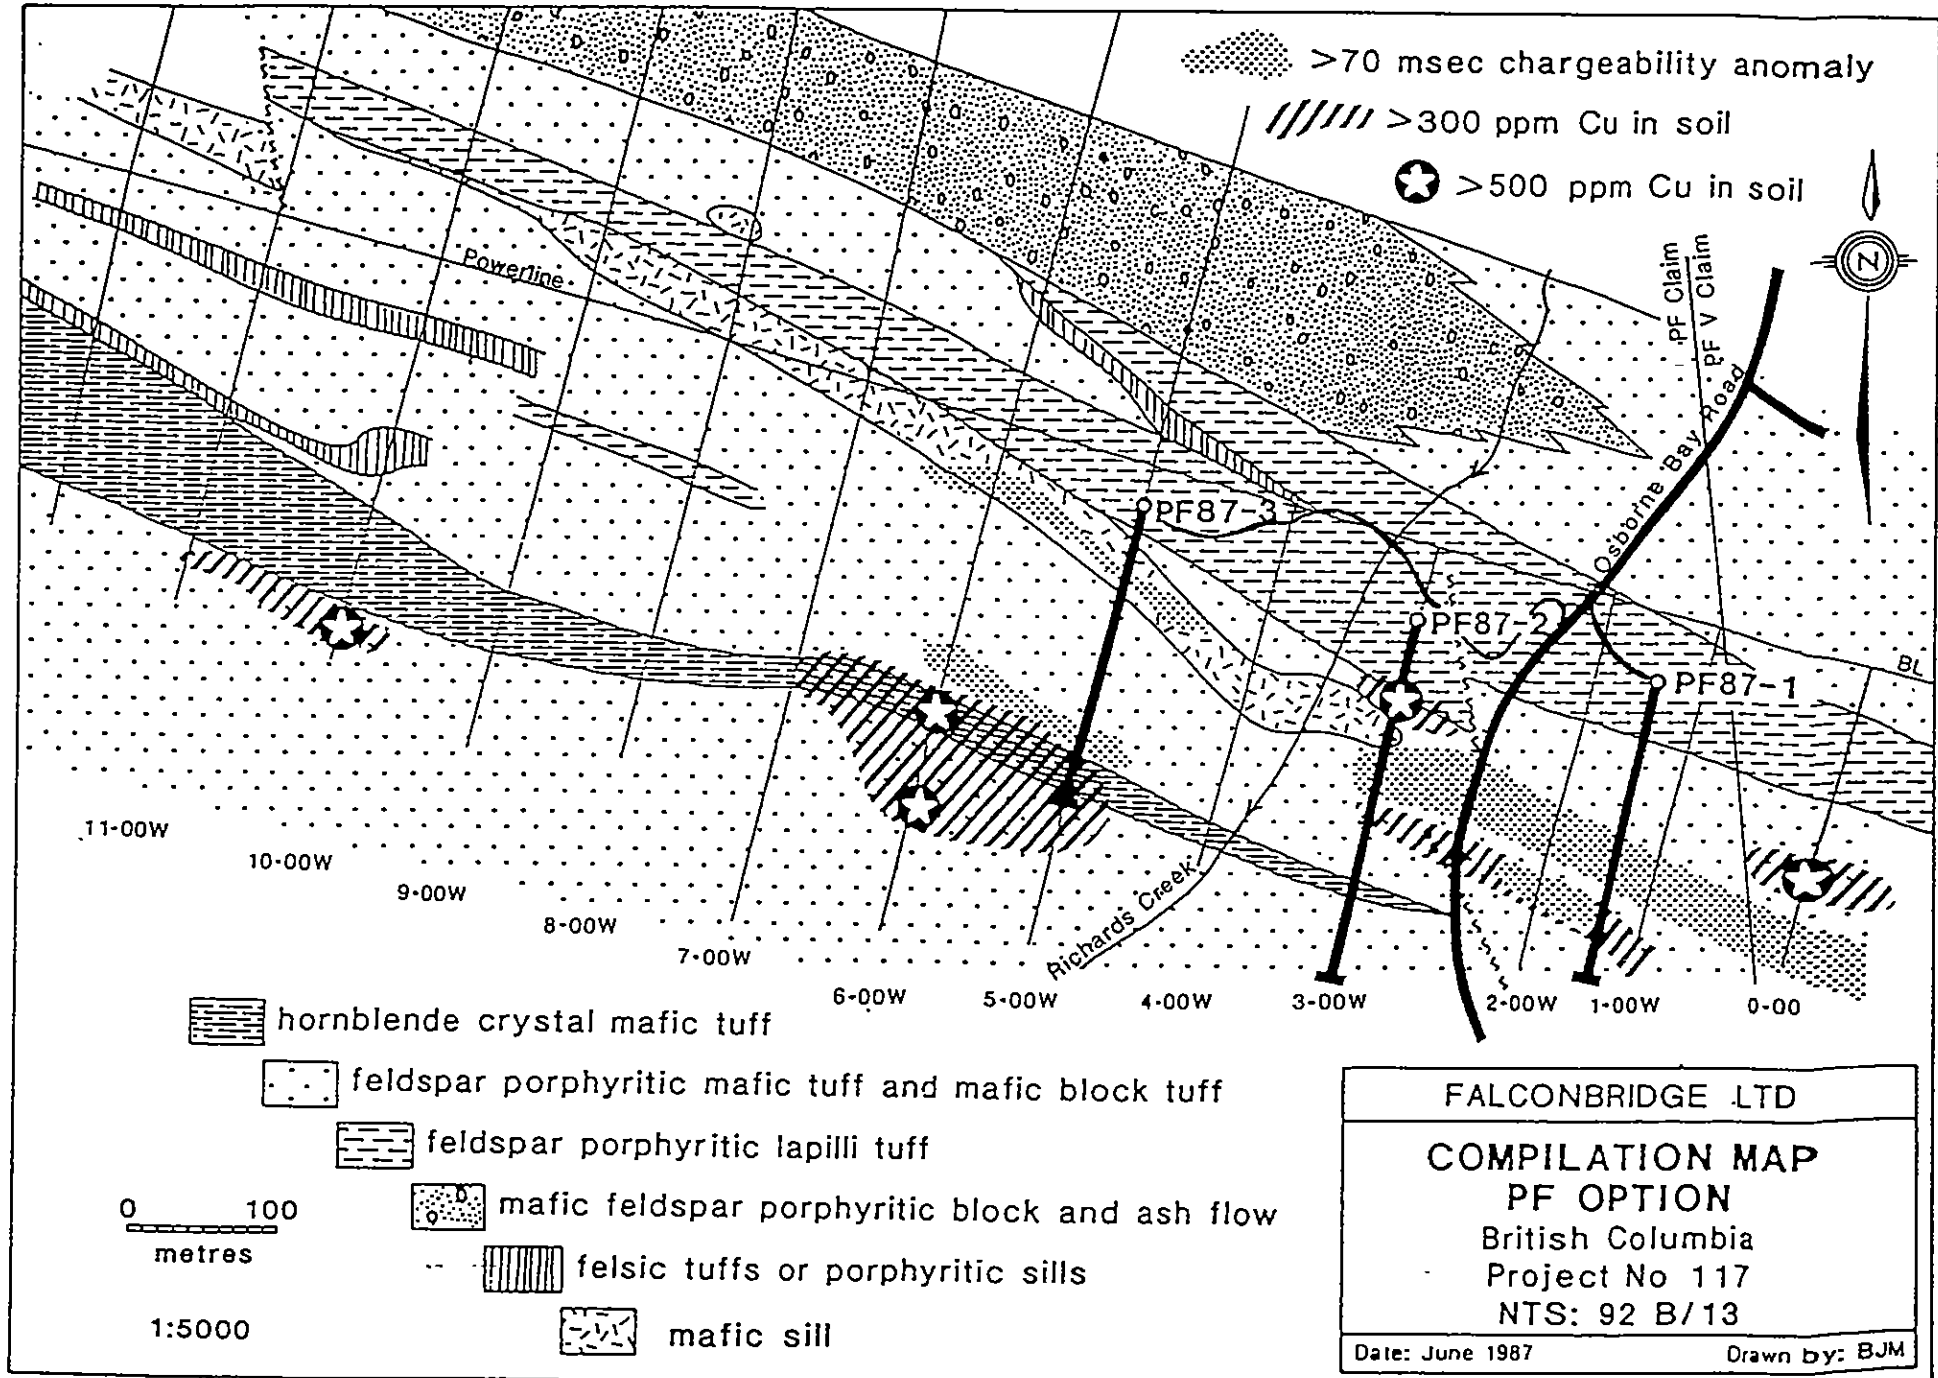 >70 msec chargeability anomaly
>300 ppm Cu in soil
>500 ppm Cu in soil
N
PF Claim
PF V Claim
Powerline
Osborne Bay Road
PF87-3
PF87-2
PF87-1
BL
Richards Creek
11+00W
10+00W
9+00W
8+00W
7+00W
6+00W
5+00W
4+00W
3+00W
2+00W
1+00W
0+00
hornblende crystal mafic tuff
feldspar porphyritic mafic tuff and mafic block tuff
feldspar porphyritic lapilli tuff
mafic feldspar porphyritic block and ash flow
felsic tuffs or porphyritic sills
mafic sill
0 100
metres
1:5000
FALCONBRIDGE LTD
COMPILATION MAP
PF OPTION
British Columbia
Project No 117
NTS: 92 B/13
Date: June 1987 Drawn by: BJM